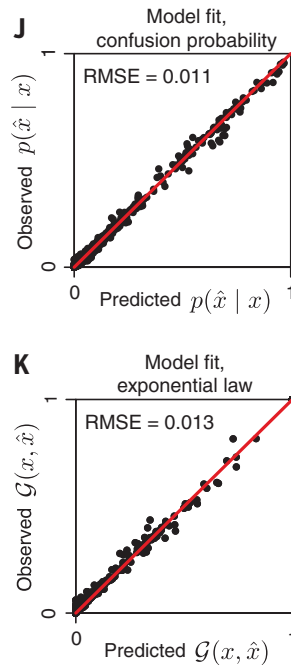 J
Model fit,
confusion probability
1
RMSE = 0.011
Observed p(x̂ | x)
0
0
1
Predicted p(x̂ | x)
K
Model fit,
exponential law
1
RMSE = 0.013
Observed 𝒢(x, x̂)
0
0
1
Predicted 𝒢(x, x̂)